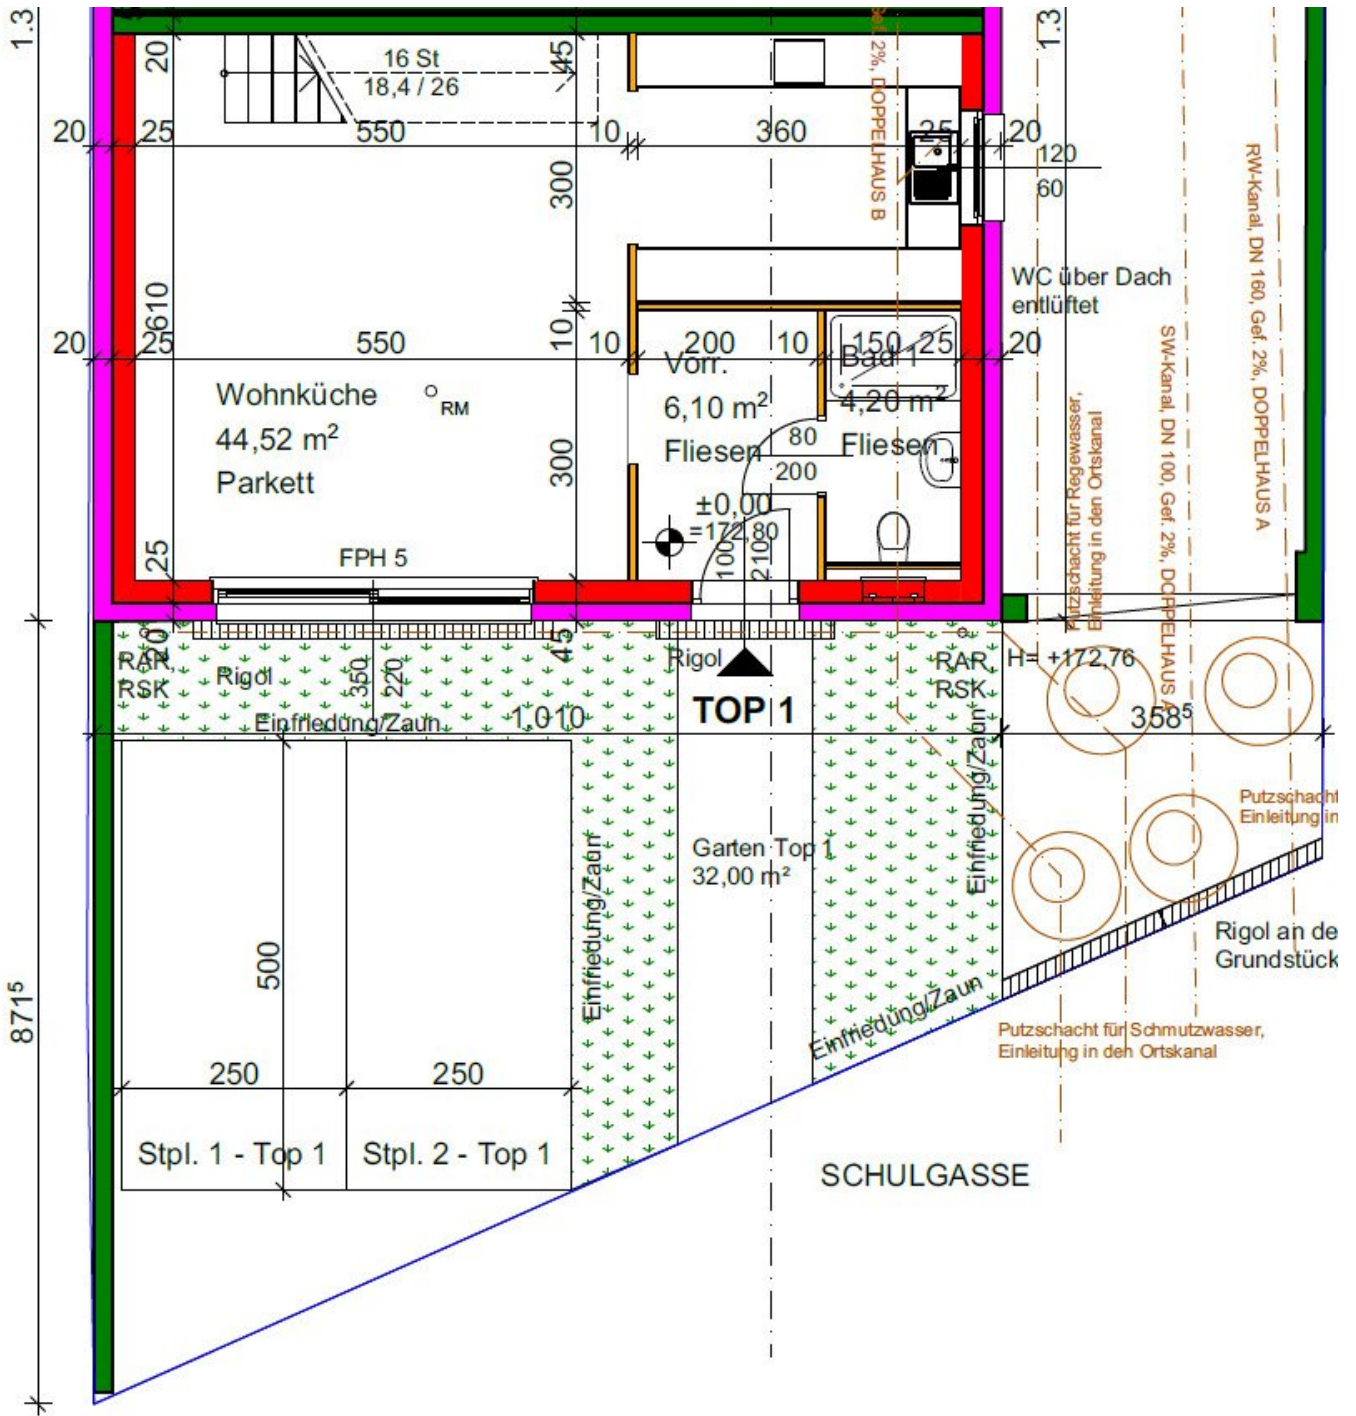 1.3
20
16 St
18,4 / 26
45
Gef. 2%, DOPPELHAUS B
1.3
20
25
550
10
360
25
20
120
60
300
RW-Kanal, DN 160, Gef. 2%, DOPPELHAUS A
WC über Dach
entlüftet
610
20
25
550
10
10
200
10
150
25
20
Wohnküche
44,52 m²
Parkett
RM
Vorr.
6,10 m²
Fliesen
Bad 1
4,20 m²
Fliesen
80
200
SW-Kanal, DN 100, Gef. 2%, DOPPELHAUS A
Putzschacht für Regewasser,
Einleitung in den Ortskanal
300
±0,00
=172,80
100
210
25
FPH 5
20
RAR,
RSK
Rigol
350
220
45
Rigol
RAR,
RSK
H= +172,76
TOP 1
Einfriedung/Zaun
1.010
358⁵
Einfriedung/Zaun
Putzschacht
Einleitung in
Garten Top 1
32,00 m²
Einfriedung/Zaun
500
Rigol an de
Grundstück
871⁵
Einfriedung/Zaun
Putzschacht für Schmutzwasser,
Einleitung in den Ortskanal
250
250
Stpl. 1 - Top 1
Stpl. 2 - Top 1
SCHULGASSE